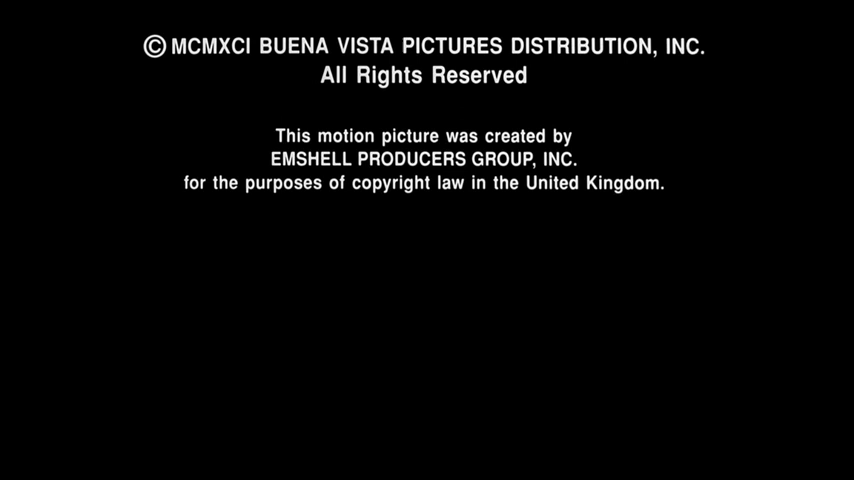 © MCMXCI BUENA VISTA PICTURES DISTRIBUTION, INC.
All Rights Reserved
This motion picture was created by
EMSHELL PRODUCERS GROUP, INC.
for the purposes of copyright law in the United Kingdom.